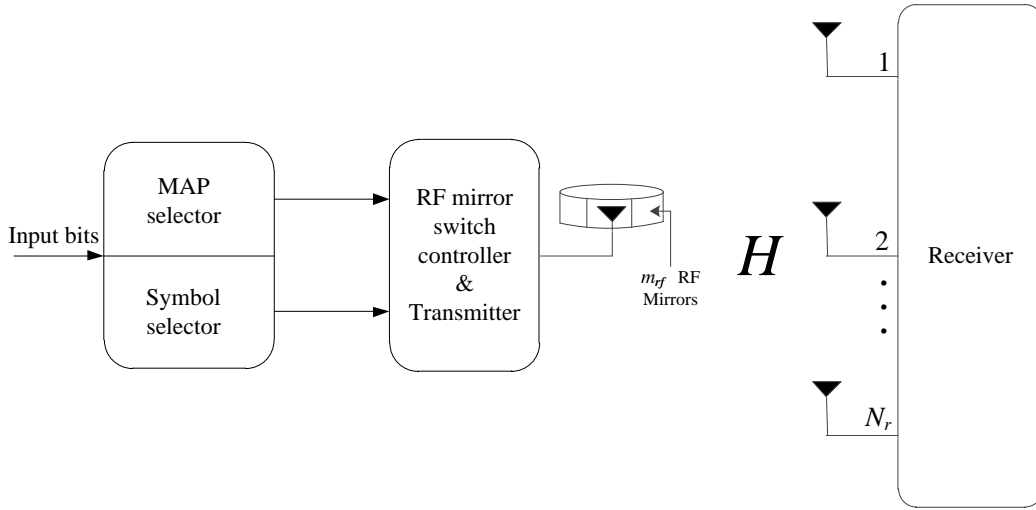 Input bits
MAP
selector
Symbol
selector
RF mirror
switch
controller
&
Transmitter
m_rf RF
Mirrors
H
1
2
N_r
Receiver